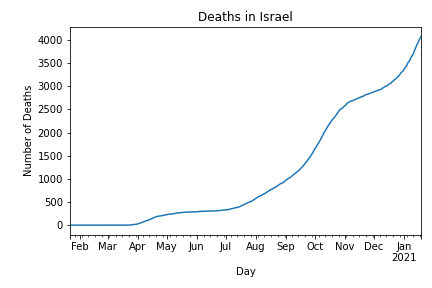 Deaths in Israel
4000
3500
3000
2500
2000
1500
1000
500
0
Number of Deaths
Feb Mar Apr May Jun Jul Aug Sep Oct Nov Dec Jan
2021
Day